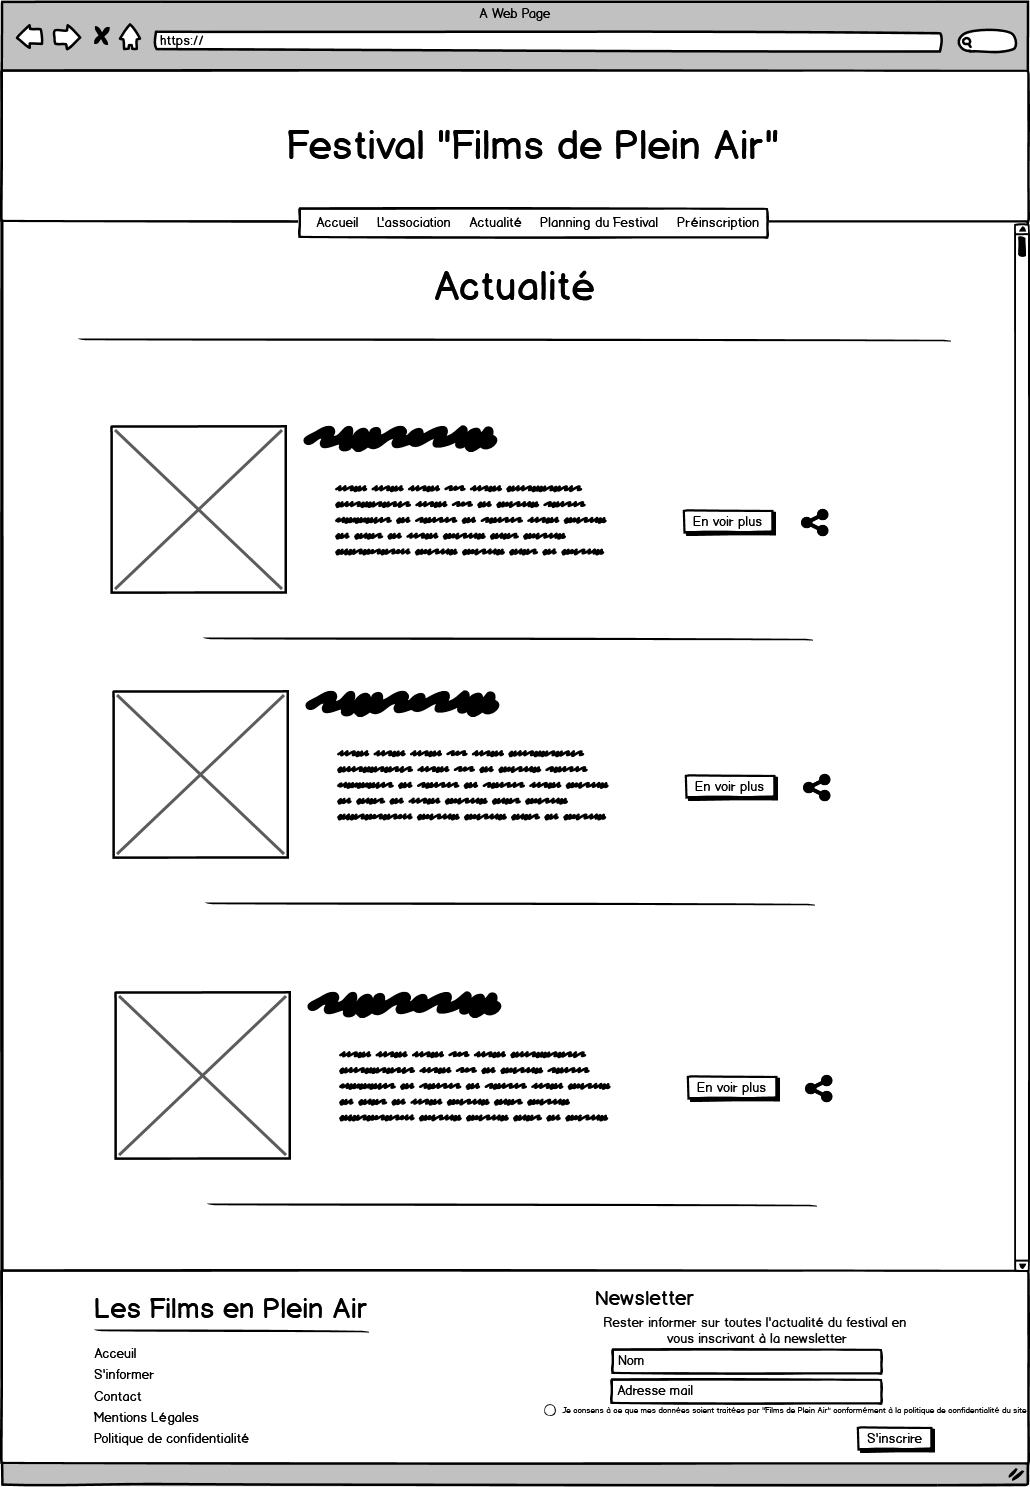 A Web Page
https://
Festival "Films de Plein Air"
Accueil L'association Actualité Planning du Festival Préinscription
Actualité
En voir plus
En voir plus
En voir plus
Les Films en Plein Air
Acceuil
S'informer
Contact
Mentions Légales
Politique de confidentialité
Newsletter
Rester informer sur toutes l'actualité du festival en
vous inscrivant à la newsletter
Nom
Adresse mail
Je consens à ce que mes données soient traitées par "Films de Plein Air" conformément à la politique de confidentialité du site
S'inscrire